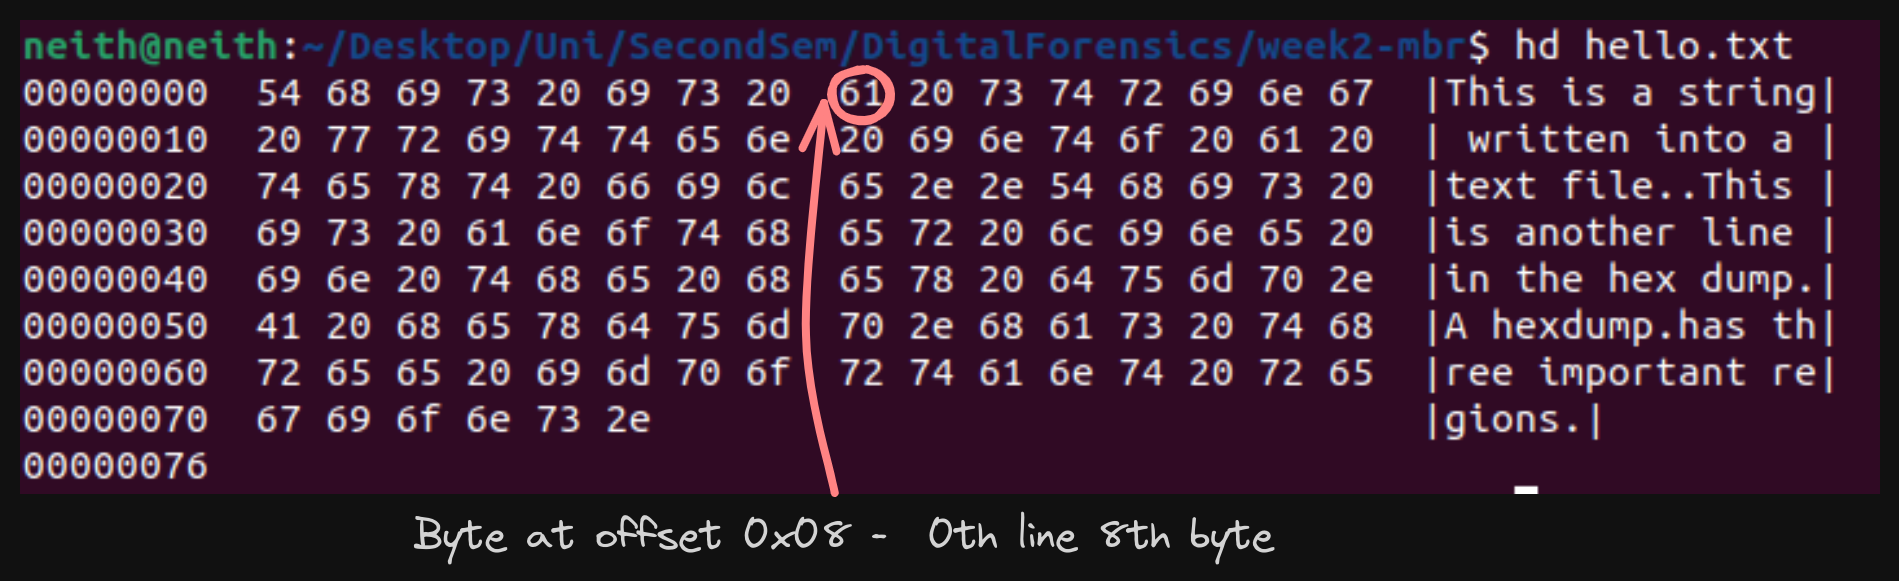 neith@neith:~/Desktop/Uni/SecondSem/DigitalForensics/week2-mbr$ hd hello.txt
00000000  54 68 69 73 20 69 73 20  61 20 73 74 72 69 6e 67  |This is a string|
00000010  20 77 72 69 74 74 65 6e  20 69 6e 74 6f 20 61 20  | written into a |
00000020  74 65 78 74 20 66 69 6c  65 2e 2e 54 68 69 73 20  |text file..This |
00000030  69 73 20 61 6e 6f 74 68  65 72 20 6c 69 6e 65 20  |is another line |
00000040  69 6e 20 74 68 65 20 68  65 78 20 64 75 6d 70 2e  |in the hex dump.|
00000050  41 20 68 65 78 64 75 6d  70 2e 68 61 73 20 74 68  |A hexdump.has th|
00000060  72 65 65 20 69 6d 70 6f  72 74 61 6e 74 20 72 65  |ree important re|
00000070  67 69 6f 6e 73 2e                                 |gions.|
00000076
Byte at offset 0x08 - 0th line 8th byte